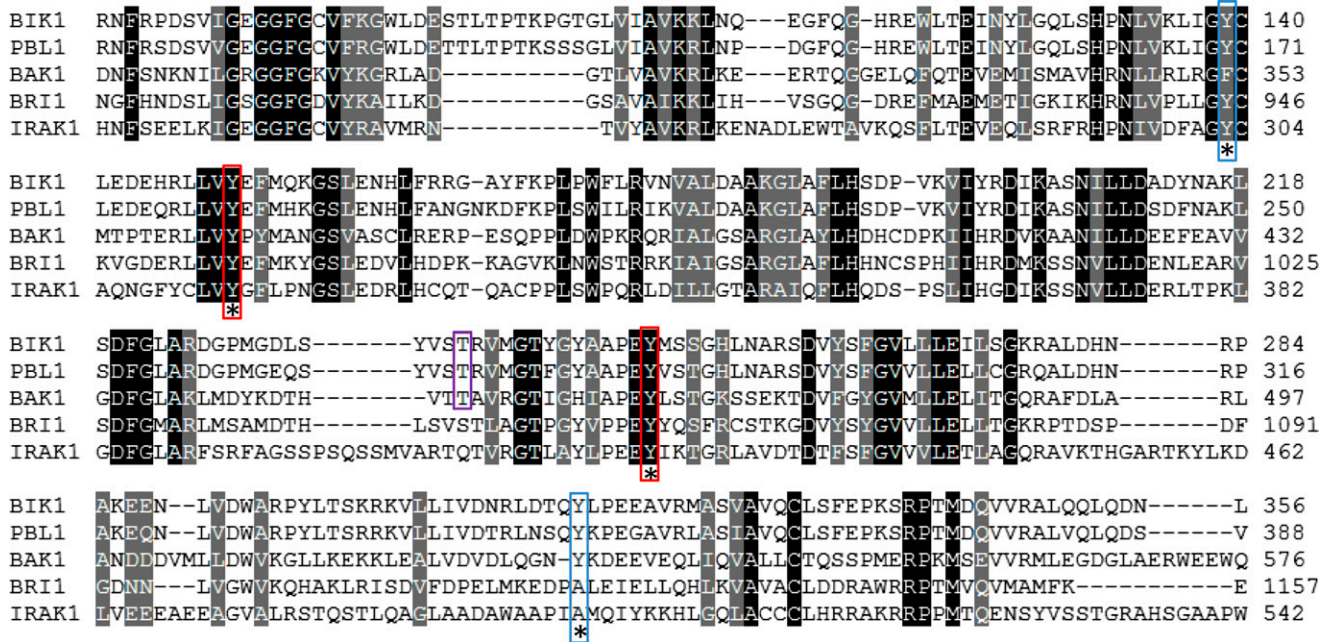 BIK1 RNFRPDSVIGEGGFGCVFKGWLDESTLTPTKPGTGLVIAVKKLNQ---EGFQG-HREWLTEINYLGQLSHPNLVKLIGYC 140
PBL1 RNFRSDSVVGEGGFGCVFRGWLDETTLTPTKSSSGLVIAVKRLNP---DGFQG-HREWLTEINYLGQLSHPNLVKLIGYC 171
BAK1 DNFSNKNILGRGGFGKVYKGRLAD----------GTLVAVKRLKE---ERTQGGELQFQTEVEMISMAVHRNLLRLRGFC 353
BRI1 NGFHNDSLIGSGGFGDVYKAILKD----------GSAVAIKKLIH---VSGQG-DREFMAEMETIGKIKHRNLVPLLGYC 946
IRAK1 HNFSEELKIGEGGFGCVYRAVMRN----------TVYAVKRLKENADLEWTAVKQSFLTEVEQLSRFRHPNIVDFAGYC 304
*
BIK1 LEDEHRLLVYEFMQKGSLENHLFRRG-AYFKPLPWFLRVNVALDAAKGLAFLHSDP-VKVIYRDIKASNILLDADYNAKL 218
PBL1 LEDEQRLLVYEFMHKGSLENHLFANGNKDFKPLSWILRIKVALDAAKGLAFLHSDP-VKVIYRDIKASNILLDSDFNAKL 250
BAK1 MTPTERLLVYPYMANGSVASCLRERP-ESQPPLDWPKRQRIALGSARGLAYLHDHCDPKIIHRDVKAANILLDEEFEAVV 432
BRI1 KVGDERLLVYEFMKYGSLEDVLHDPK-KAGVKLNWSTRRKIAIGSARGLAFLHHNCSPHIIHRDMKSSNVLLDENLEARV 1025
IRAK1 AQNGFYCLVYGFLPNGSLEDRLHCQT-QACPPLSWPQRLDILLGTARAIQFLHQDS-PSLIHGDIKSSNVLLDERLTPKL 382
*
BIK1 SDFGLARDGPMGDLS-------YVSTRVMGTYGYAAPEYMSSGHLNARSDVYSFGVLLLEILSGKRALDHN-------RP 284
PBL1 SDFGLARDGPMGEQS-------YVSTRVMGTFGYAAPEYVSTGHLNARSDVYSFGVVLLELLCGRQALDHN-------RP 316
BAK1 GDFGLAKLMDYKDTH-------VTTAVRGTIGHIAPEYLSTGKSSEKTDVFGYGVMLLELITGQRAFDLA-------RL 497
BRI1 SDFGMARLMSAMDTH-------LSVSTLAGTPGYVPPEYYQSFRCSTKGDVYSYGVVLLELLTGKRPTDSP-------DF 1091
IRAK1 GDFGLARFSRFAGSSPSQSSMVARTQTVRGTLAYLPEEYIKTGRLAVDTDTFSFGVVVLETLAGQRAVKTHGARTKYLKD 462
*
BIK1 AKEEN--LVDWARPYLTSKRKVLLIVDNRLDTQYLPEEAVRMASVAVQCLSFEPKSRPTMDQVVRALQQLQDN------L 356
PBL1 AKEQN--LVDWARPYLTSRRKVLLIVDTRLNSQYKPEGAVRLASIAVQCLSFEPKSRPTMDQVVRALVQLQDS------V 388
BAK1 ANDDDVMLLDWVKGLLKEKKLEALVDVDLQGN-YKDEEVEQLIQVALLCTQSSPMERPKMSEVVRMLEGDGLAERWEEWQ 576
BRI1 GDNN---LVGWVKQHAKLRISDVFDPELMKEDPALEIELLQHLKVAVACLDDRAWRRPTMVQVMAMFK-----------E 1157
IRAK1 LVEEEAEEAGVALRSTQSTLQAGLAADAWAAPIAMQIYKKHLGQLACCCLHRRAKRRPPMTQENSYVSSTGRAHSGAAPW 542
*